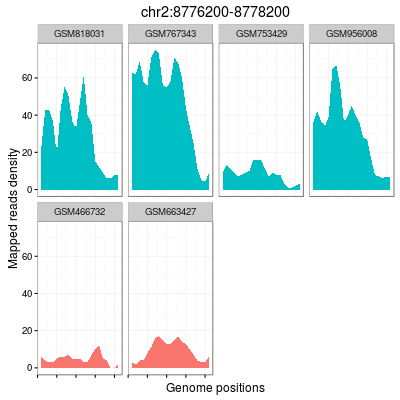 chr2:8776200-8778200
GSM818031 GSM767343 GSM753429 GSM956008
60
40
20
0
GSM466732 GSM663427
60
40
20
0
Mapped reads density
Genome positions